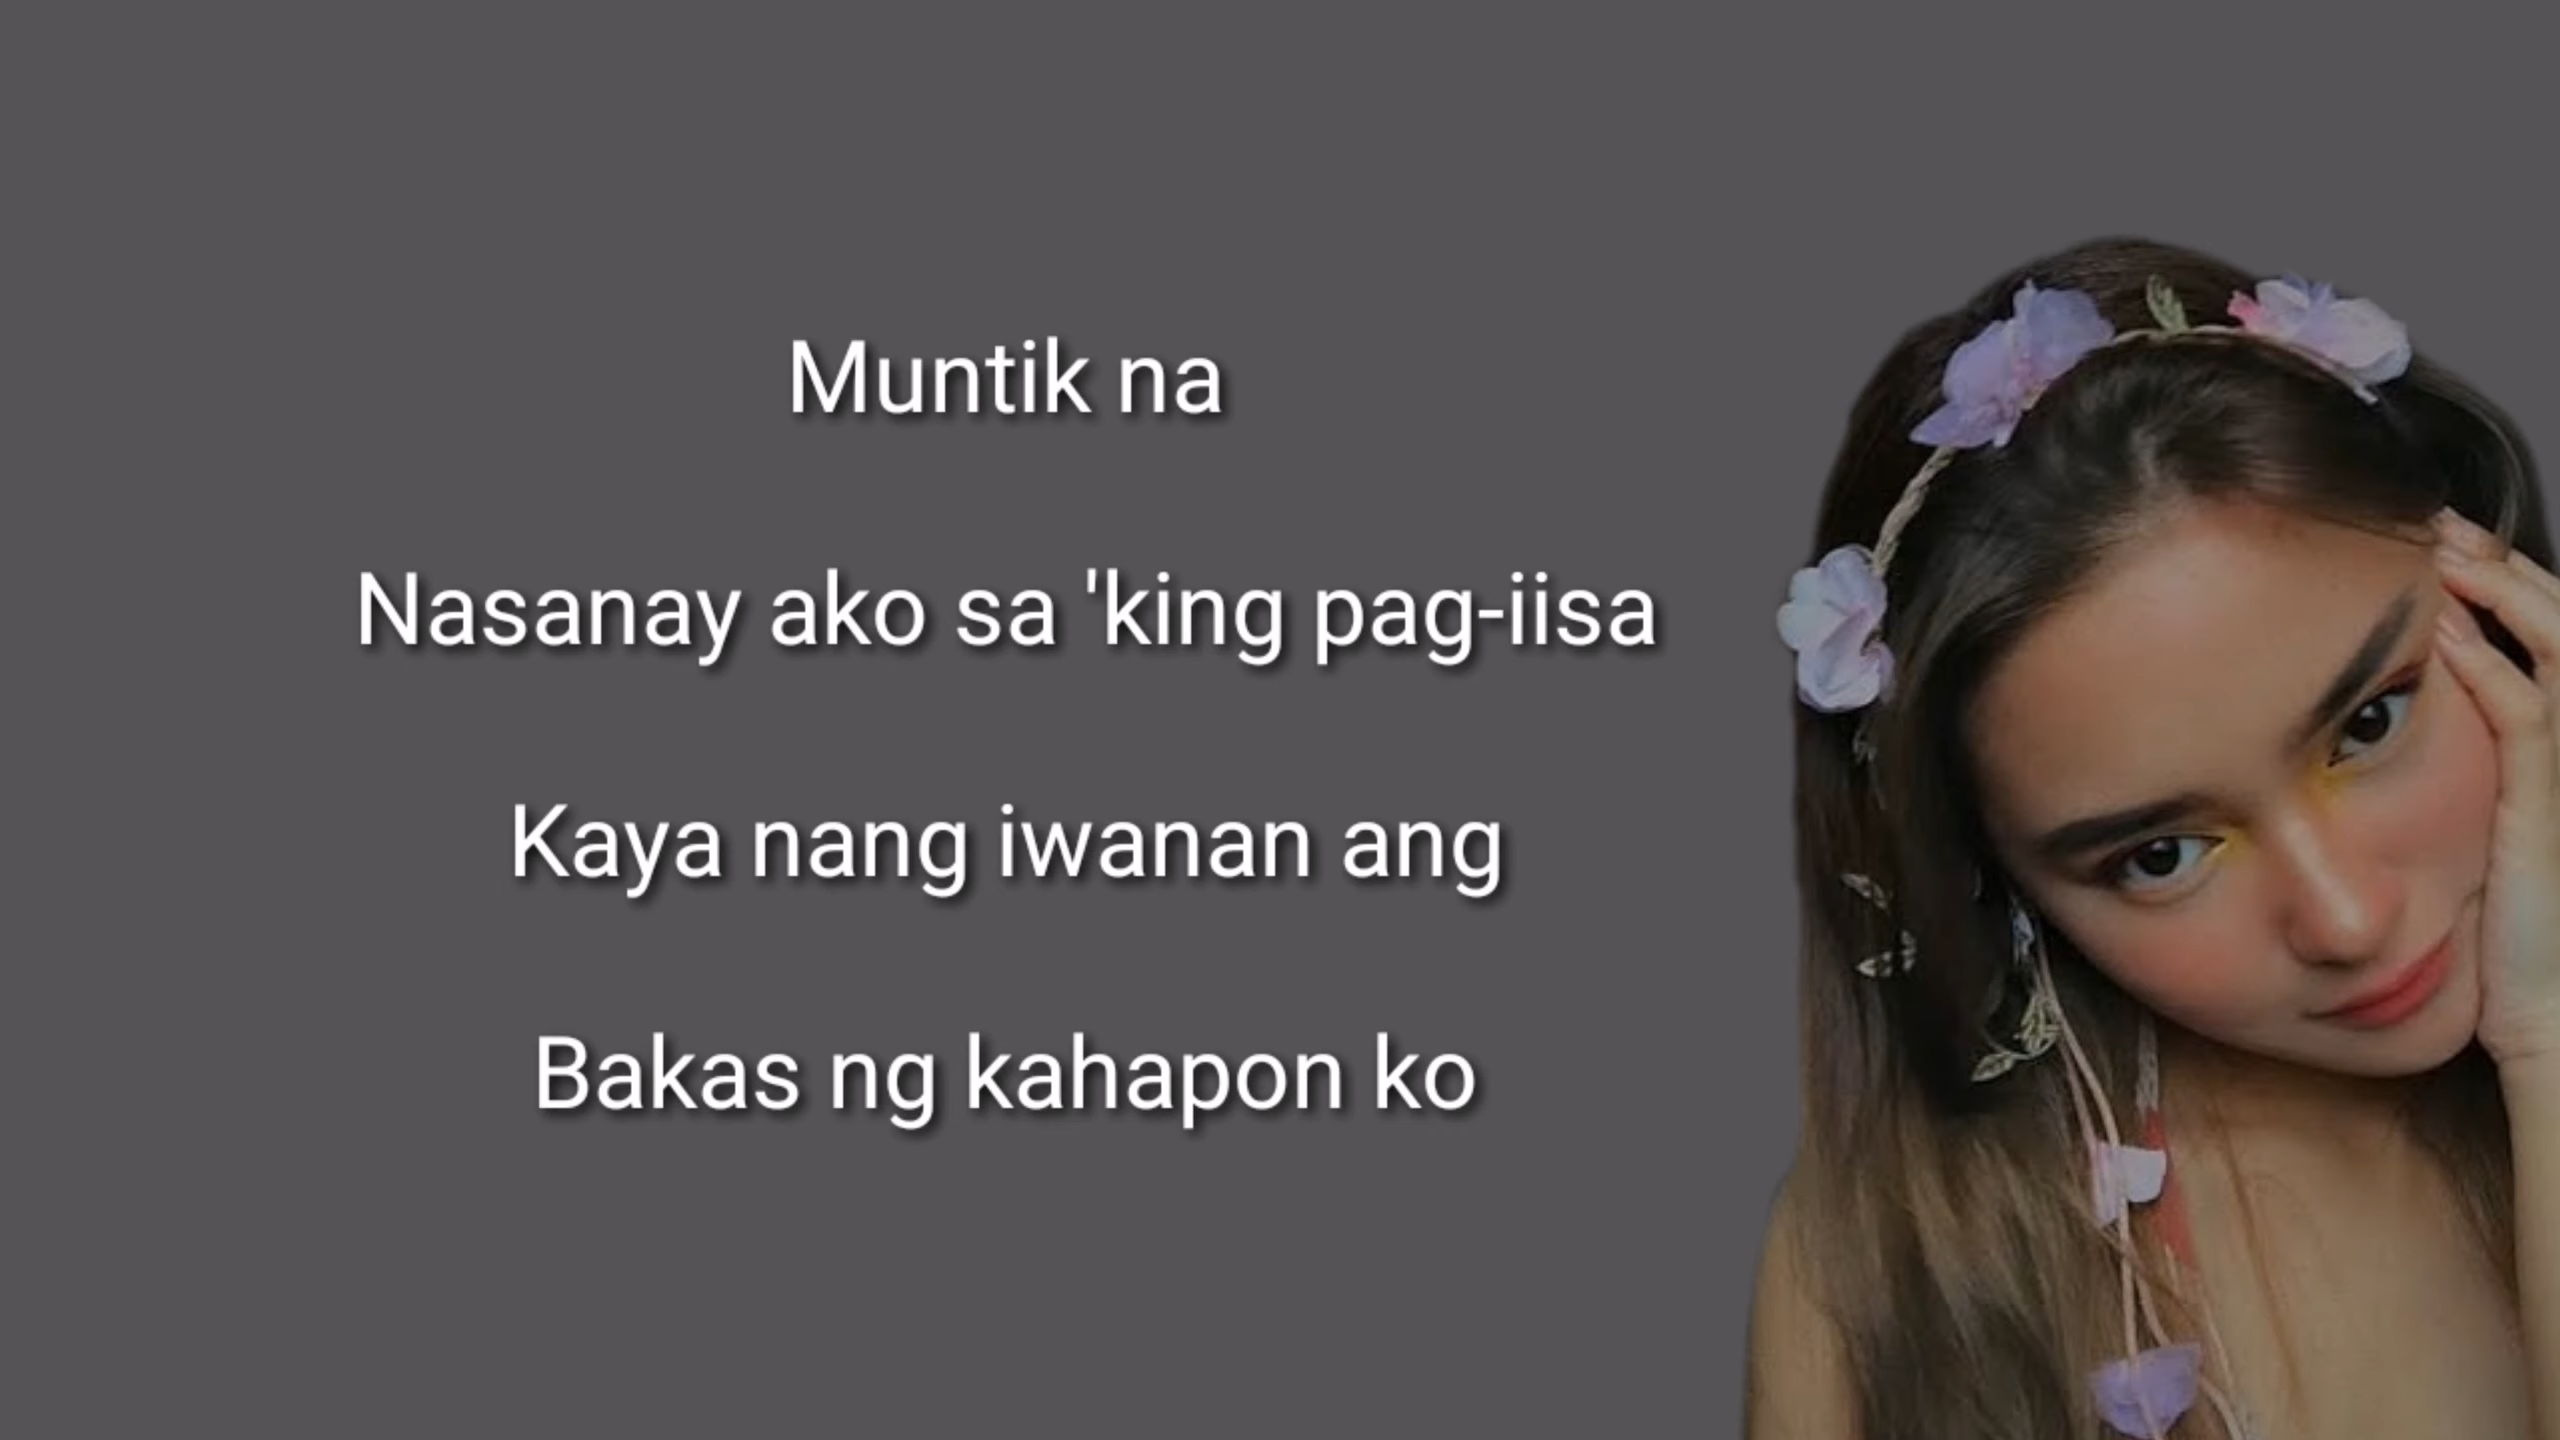 Muntik na
Nasanay ako sa 'king pag-iisa
Kaya nang iwanan ang
Bakas ng kahapon ko